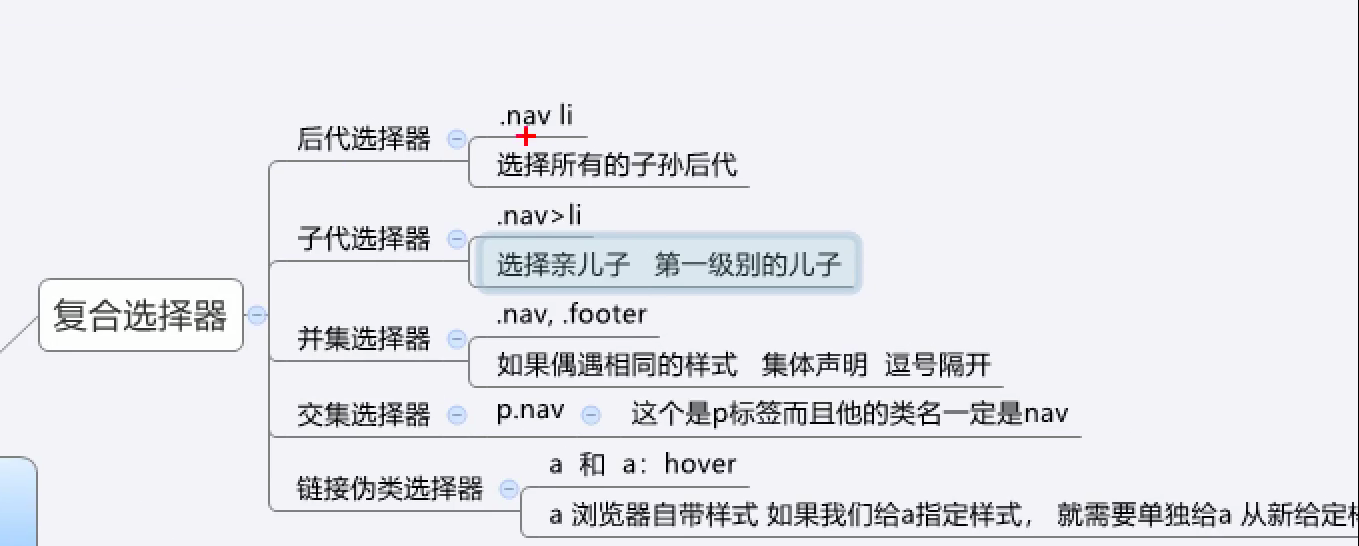 .nav li
后代选择器
选择所有的子孙后代
.nav>li
子代选择器
选择亲儿子 第一级别的儿子
复合选择器
.nav, .footer
并集选择器
如果偶遇相同的样式 集体声明 逗号隔开
交集选择器 p.nav 这个是p标签而且他的类名一定是nav
a 和 a：hover
链接伪类选择器
a 浏览器自带样式 如果我们给a指定样式， 就需要单独给a 从新给定